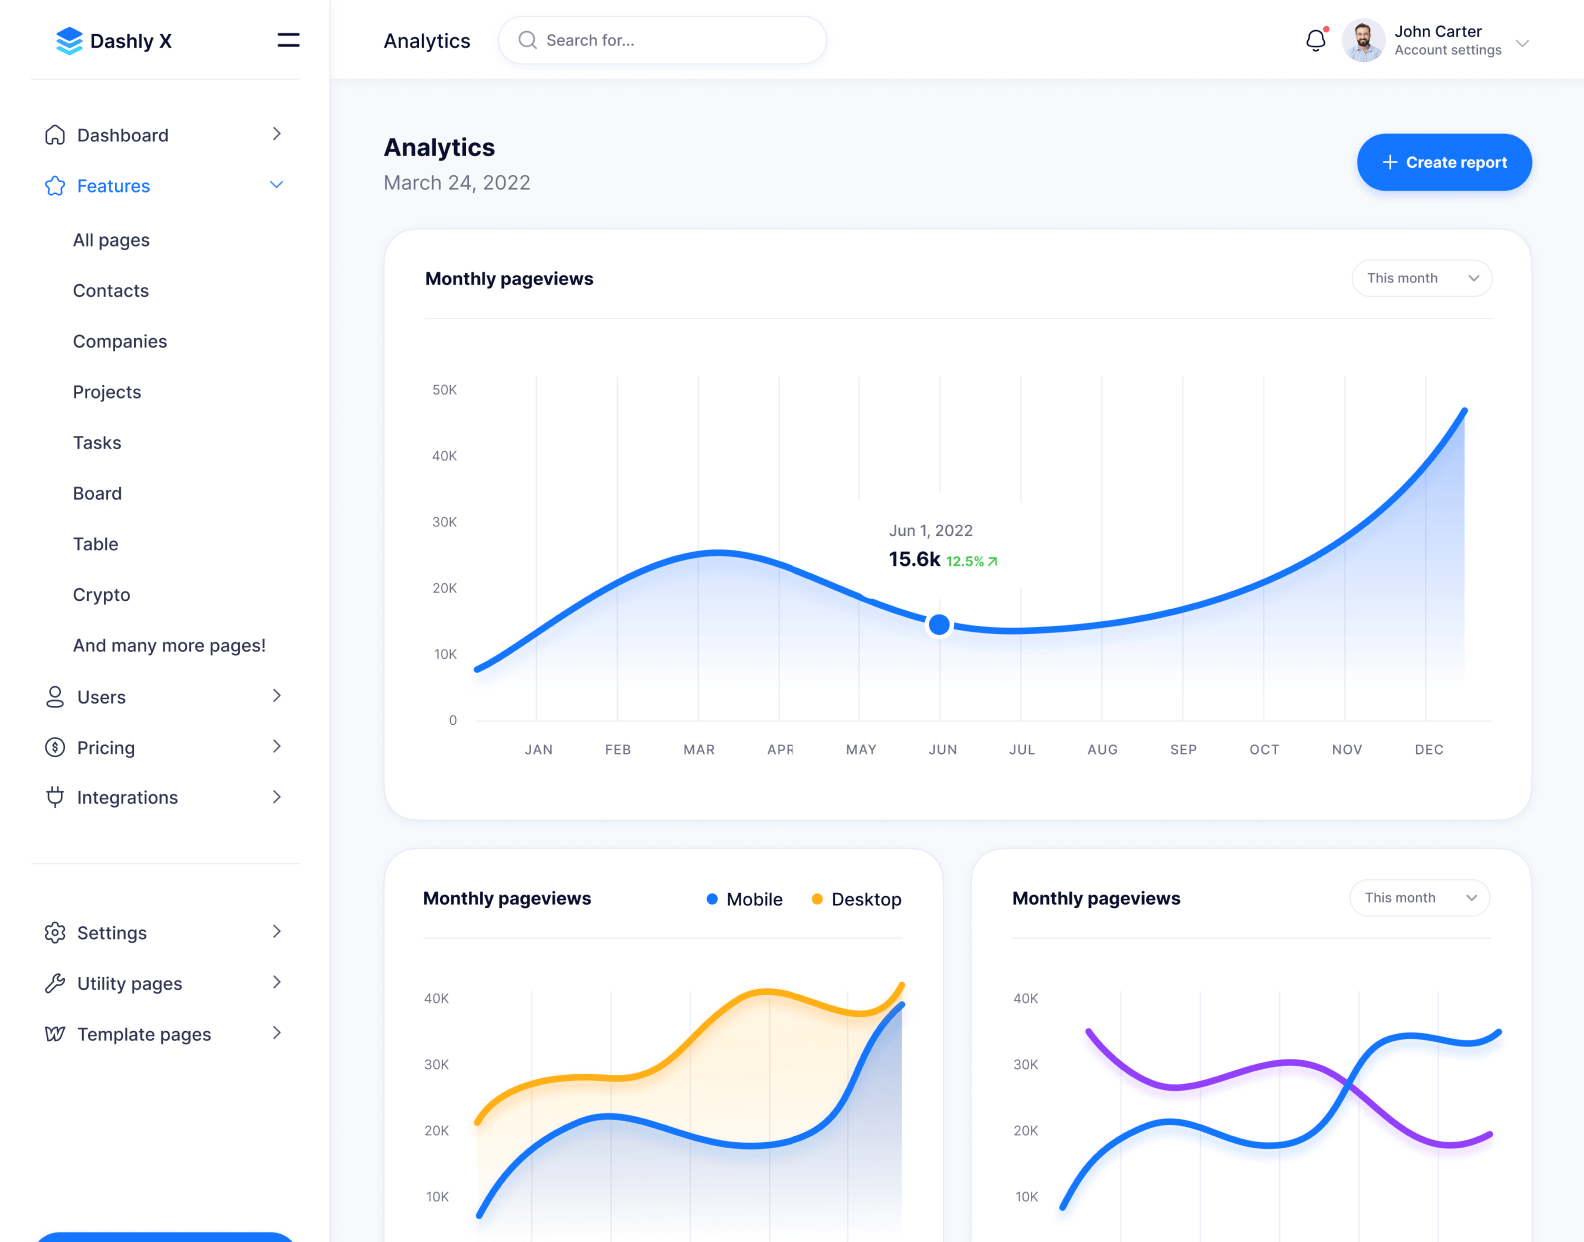 Dashly X
Analytics
Search for...
John Carter
Account settings
Dashboard
Features
All pages
Contacts
Companies
Projects
Tasks
Board
Table
Crypto
And many more pages!
Users
Pricing
Integrations
Settings
Utility pages
Template pages
Analytics
March 24, 2022
Create report
Monthly pageviews
This month
50K
40K
30K
20K
10K
0
Jun 1, 2022
15.6k 12.5%
JAN FEB MAR APR MAY JUN JUL AUG SEP OCT NOV DEC
Monthly pageviews
Mobile
Desktop
40K
30K
20K
10K
Monthly pageviews
This month
40K
30K
20K
10K